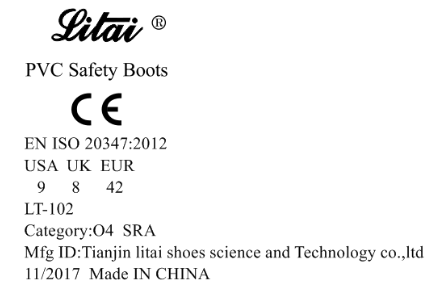 Litai ®
PVC Safety Boots
CE
EN ISO 20347:2012
USA UK EUR
9 8 42
LT-102
Category:O4 SRA
Mfg ID:Tianjin litai shoes science and Technology co.,ltd
11/2017 Made IN CHINA